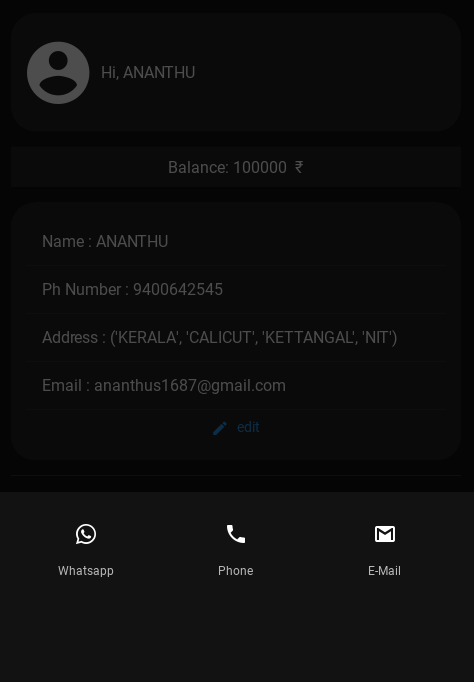 Hi, ANANTHU
Balance: 100000 ₹
Name : ANANTHU
Ph Number : 9400642545
Address : ('KERALA', 'CALICUT', 'KETTANGAL', 'NIT')
Email : ananthus1687@gmail.com
edit
Whatsapp Phone E-Mail